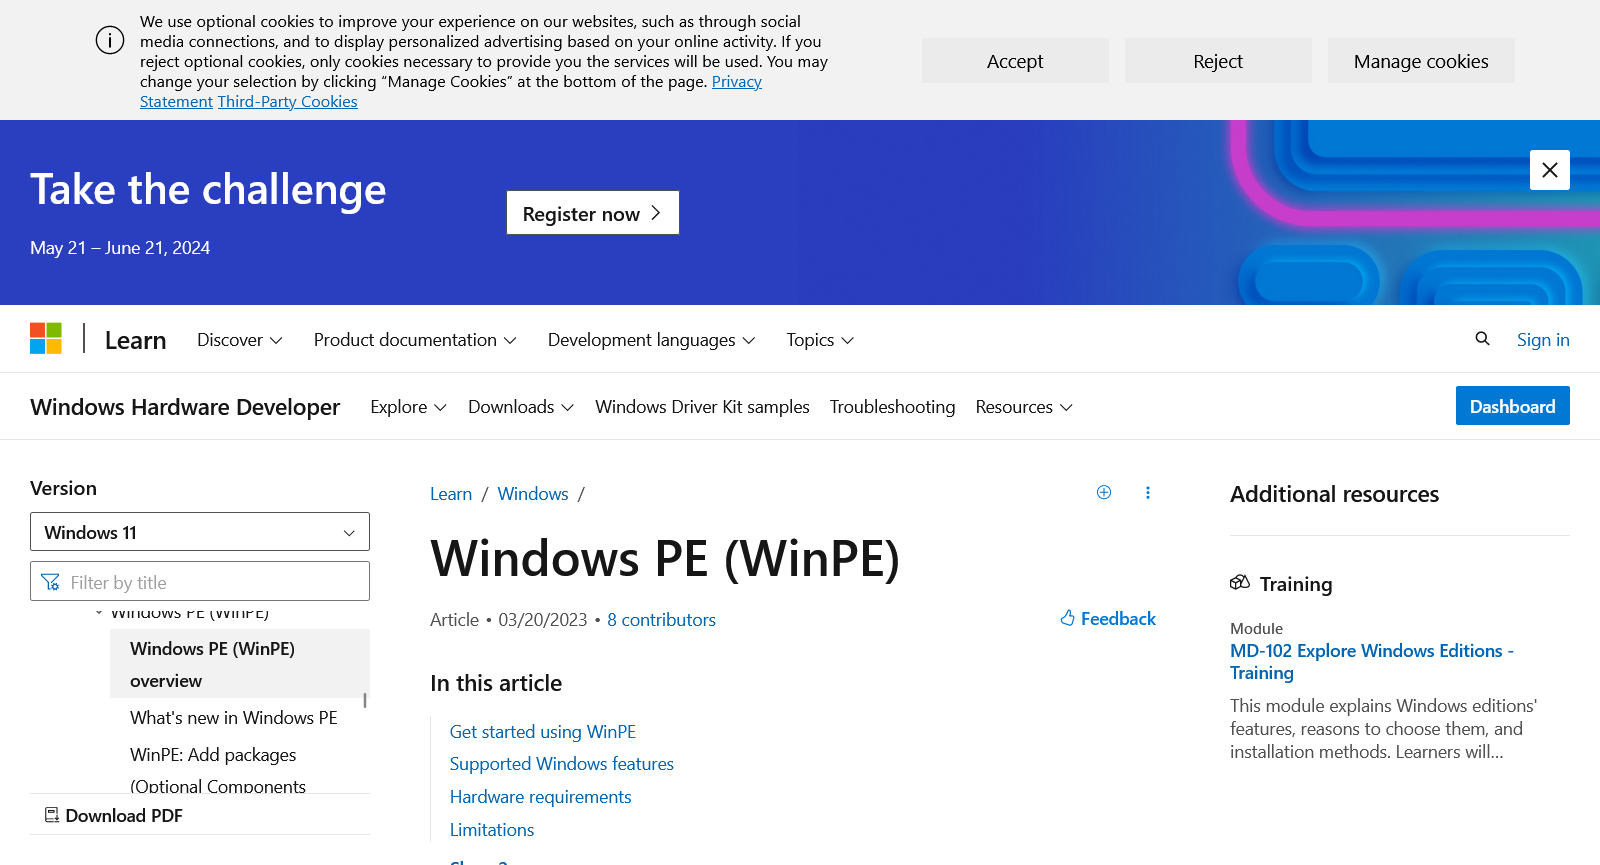 We use optional cookies to improve your experience on our websites, such as through social
media connections, and to display personalized advertising based on your online activity. If you
reject optional cookies, only cookies necessary to provide you the services will be used. You may
change your selection by clicking “Manage Cookies” at the bottom of the page. Privacy
Statement Third-Party Cookies
Accept
Reject
Manage cookies
Take the challenge
May 21 – June 21, 2024
Register now
Learn
Discover
Product documentation
Development languages
Topics
Sign in
Windows Hardware Developer
Explore
Downloads
Windows Driver Kit samples
Troubleshooting
Resources
Dashboard
Version
Windows 11
Filter by title
Windows PE (WinPE)
Windows PE (WinPE)
overview
What's new in Windows PE
WinPE: Add packages
(Optional Components
Download PDF
Learn / Windows /
Windows PE (WinPE)
Article • 03/20/2023 • 8 contributors
Feedback
In this article
Get started using WinPE
Supported Windows features
Hardware requirements
Limitations
Additional resources
Training
Module
MD-102 Explore Windows Editions -
Training
This module explains Windows editions'
features, reasons to choose them, and
installation methods. Learners will...